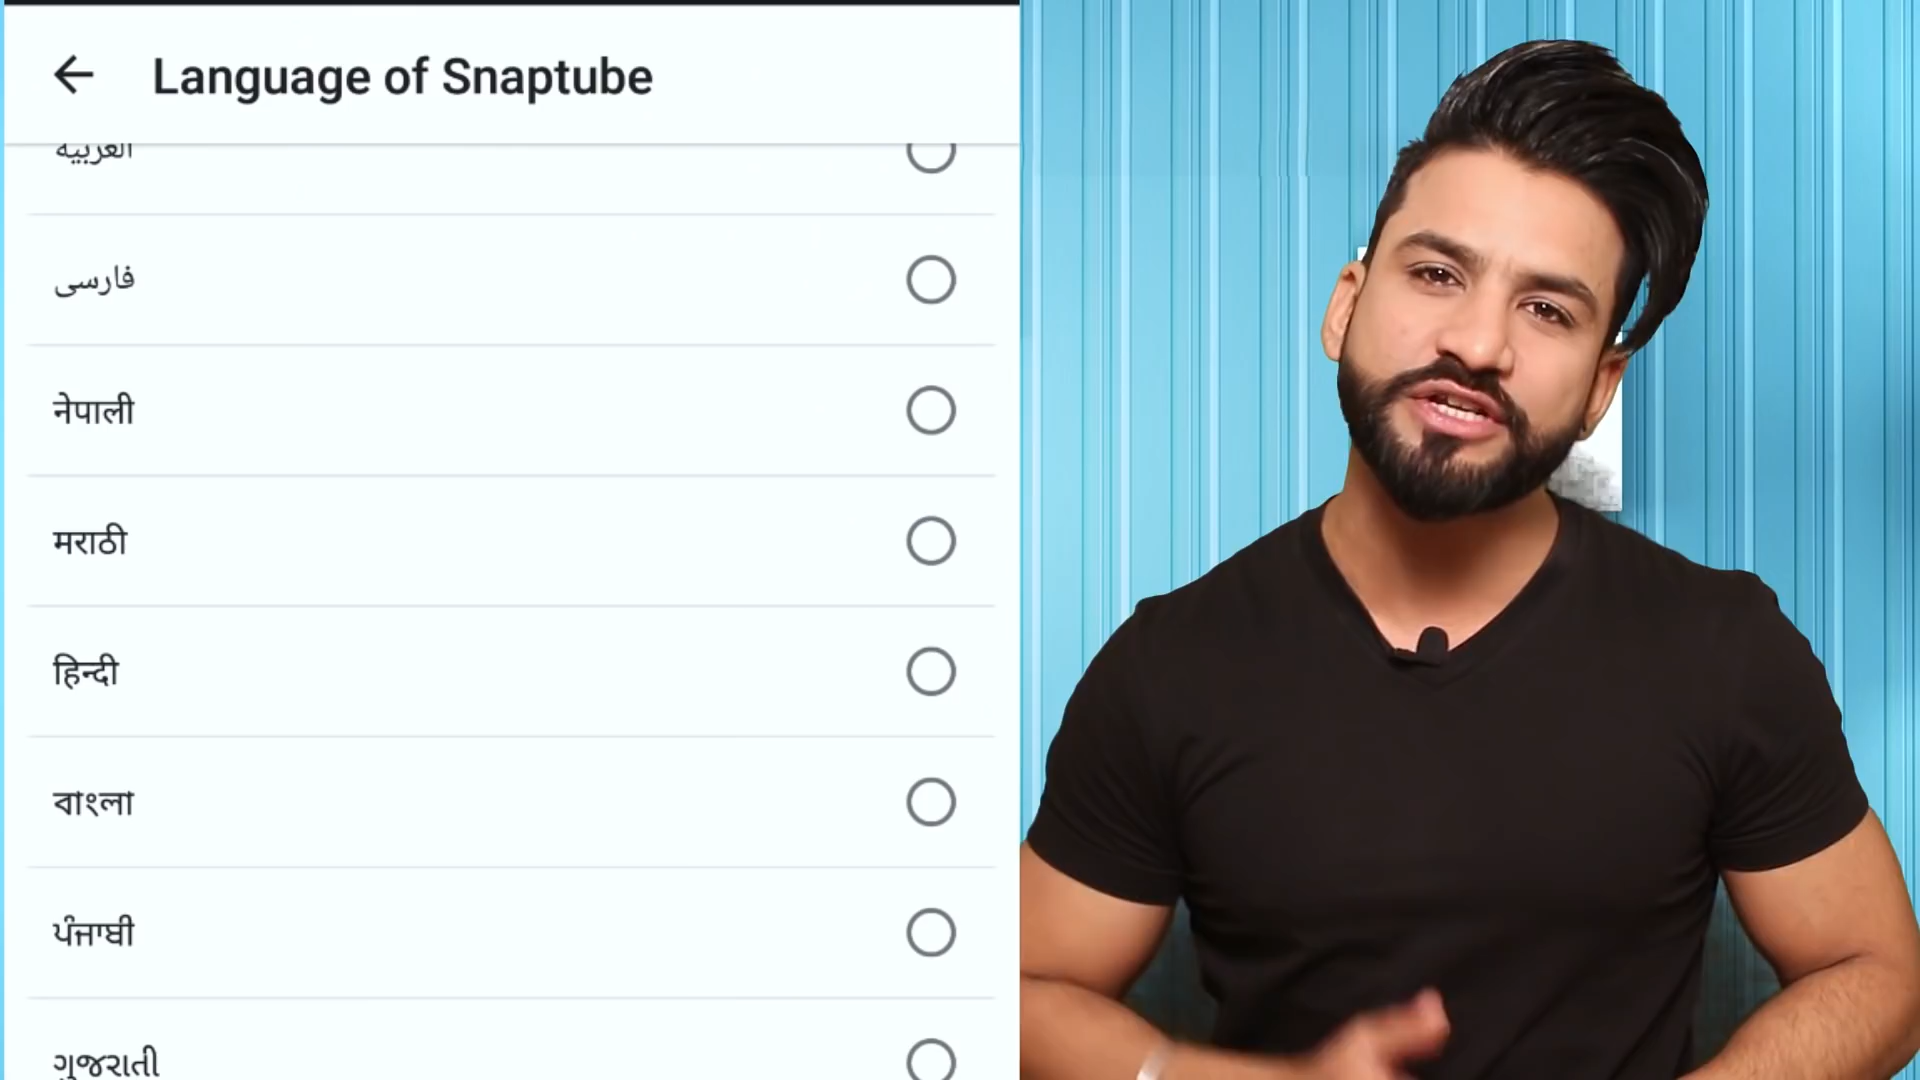 Language of Snaptube
العربية
فارسی
नेपाली
मराठी
हिन्दी
বাংলা
ਪੰਜਾਬੀ
ગુજરાતી